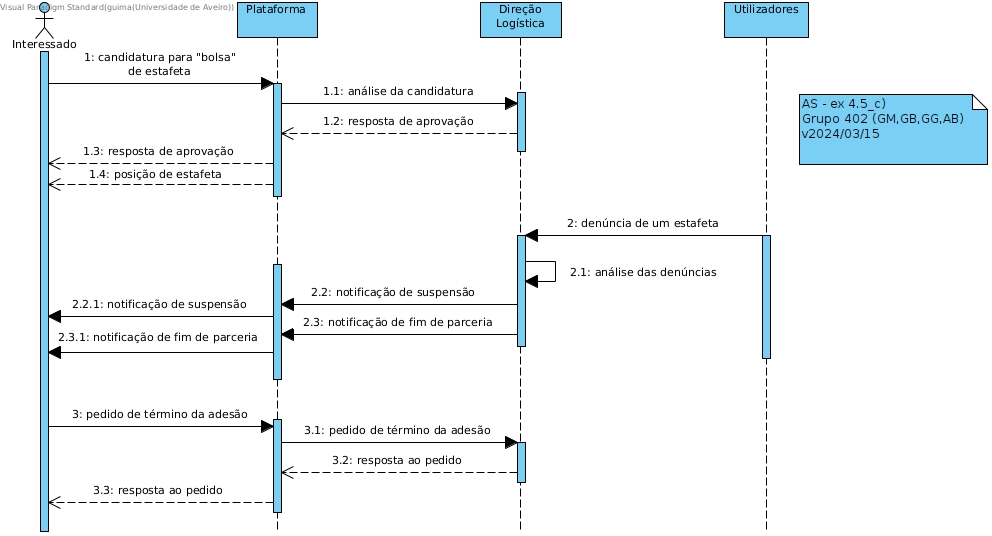 Visual Paradigm Standard(guima(Universidade de Aveiro))
Interessado
Plataforma
Direção
Logística
Utilizadores
AS - ex 4.5_c)
Grupo 402 (GM,GB,GG,AB)
v2024/03/15
1: candidatura para "bolsa"
de estafeta
1.1: análise da candidatura
1.2: resposta de aprovação
1.3: resposta de aprovação
1.4: posição de estafeta
2: denúncia de um estafeta
2.1: análise das denúncias
2.2: notificação de suspensão
2.2.1: notificação de suspensão
2.3: notificação de fim de parceria
2.3.1: notificação de fim de parceria
3: pedido de término da adesão
3.1: pedido de término da adesão
3.2: resposta ao pedido
3.3: resposta ao pedido